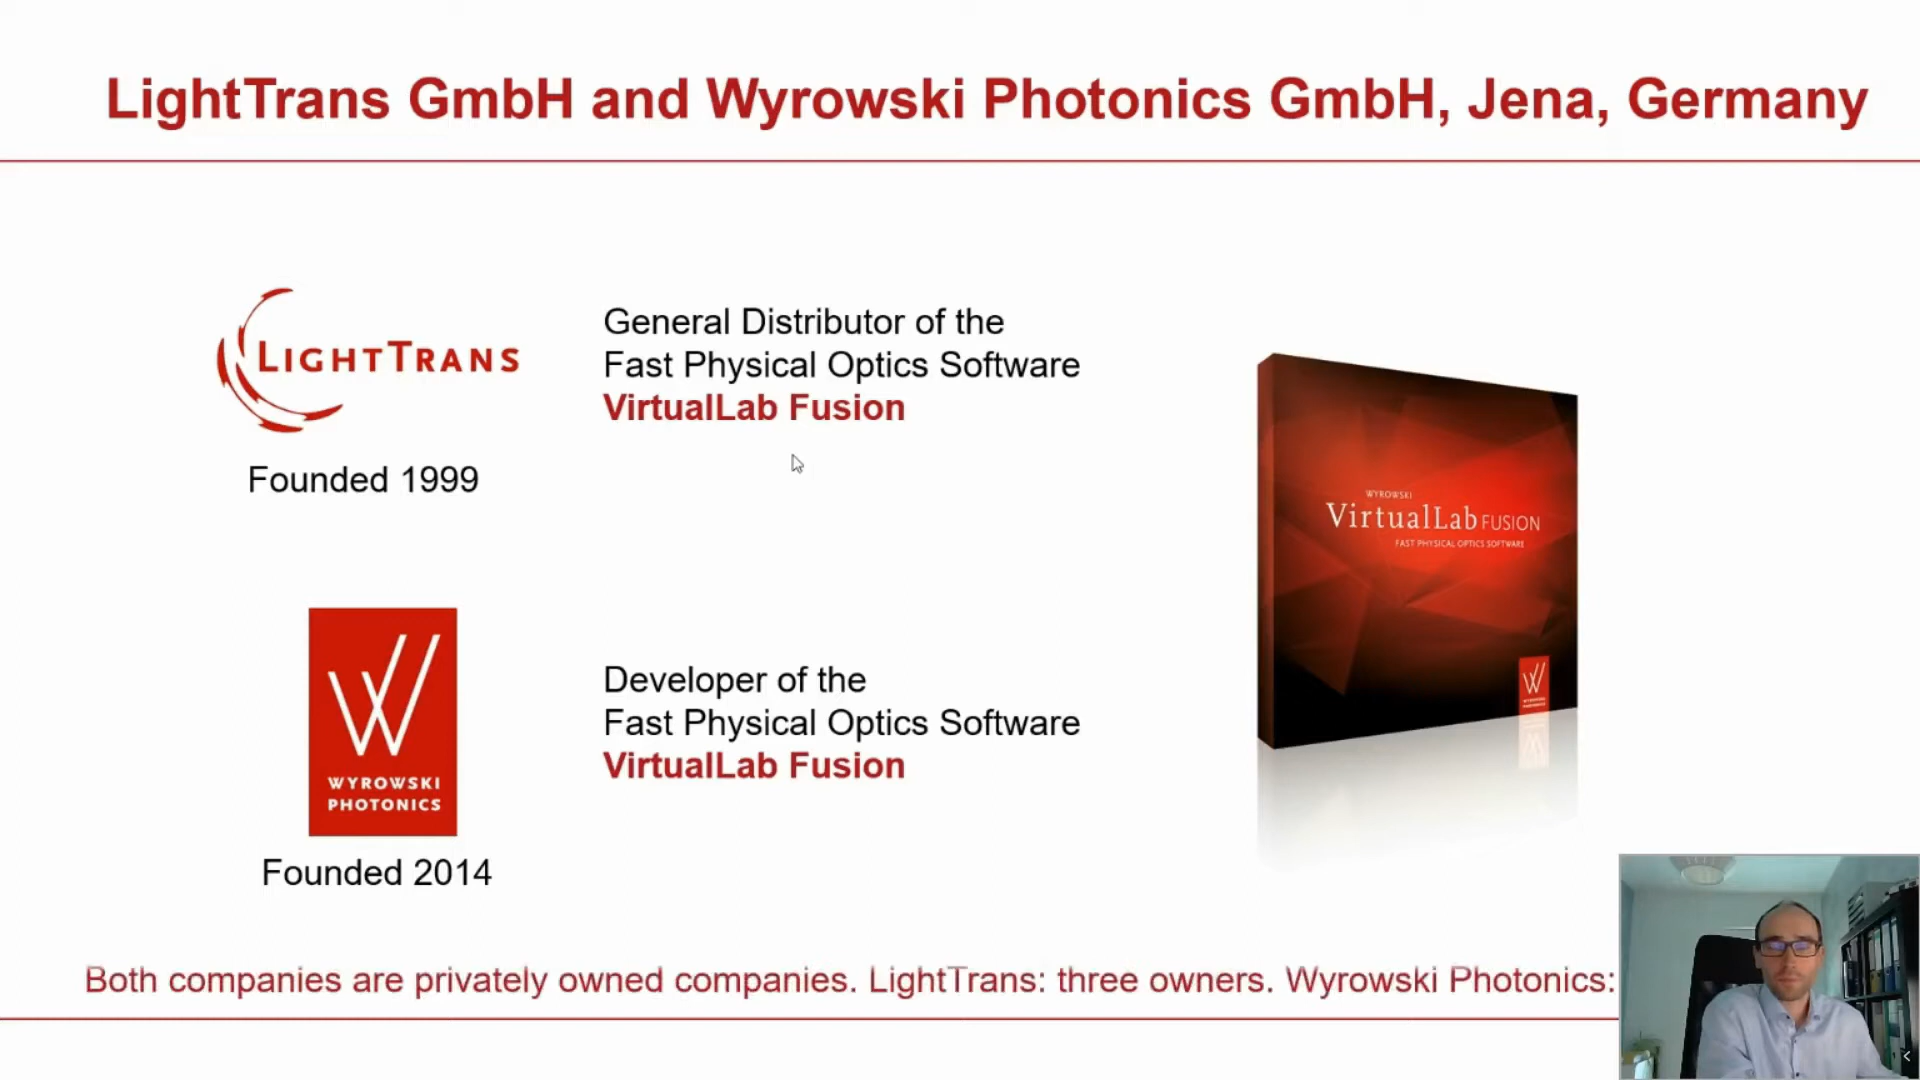 LightTrans GmbH and Wyrowski Photonics GmbH, Jena, Germany
LIGHTTRANS
Founded 1999
General Distributor of the
Fast Physical Optics Software
VirtualLab Fusion
WYROWSKI
VirtualLab FUSION
FAST PHYSICAL OPTICS SOFTWARE
W
WYROWSKI
PHOTONICS
Founded 2014
Developer of the
Fast Physical Optics Software
VirtualLab Fusion
Both companies are privately owned companies. LightTrans: three owners. Wyrowski Photonics: